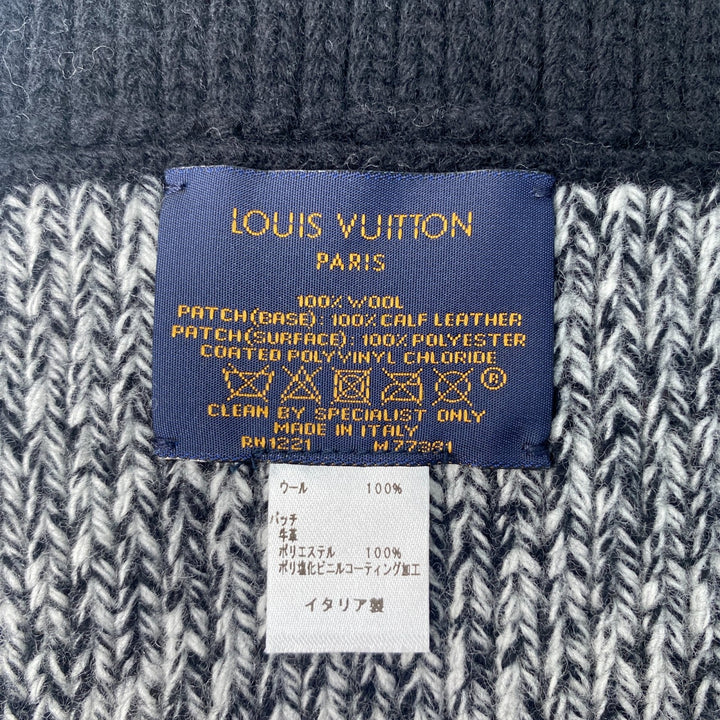 LOUIS VUITTON
PARIS
100% WOOL
PATCH(BASE): 100% CALF LEATHER
PATCH(SURFACE): 100% POLYESTER
COATED POLYVINYL CHLORIDE
®
CLEAN BY SPECIALIST ONLY
MADE IN ITALY
RN1221 M77381
ウール 100%
パッチ
牛革
ポリエステル 100%
ポリ塩化ビニルコーティング加工
イタリア製